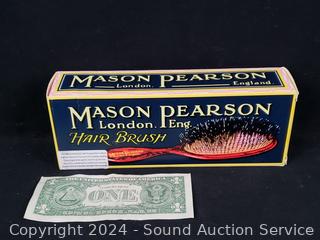 MASON PEARSON
London. England
MASON PEARSON
London. Eng.
HAIR BRUSH
ONE
Copyright 2024 - Sound Auction Service